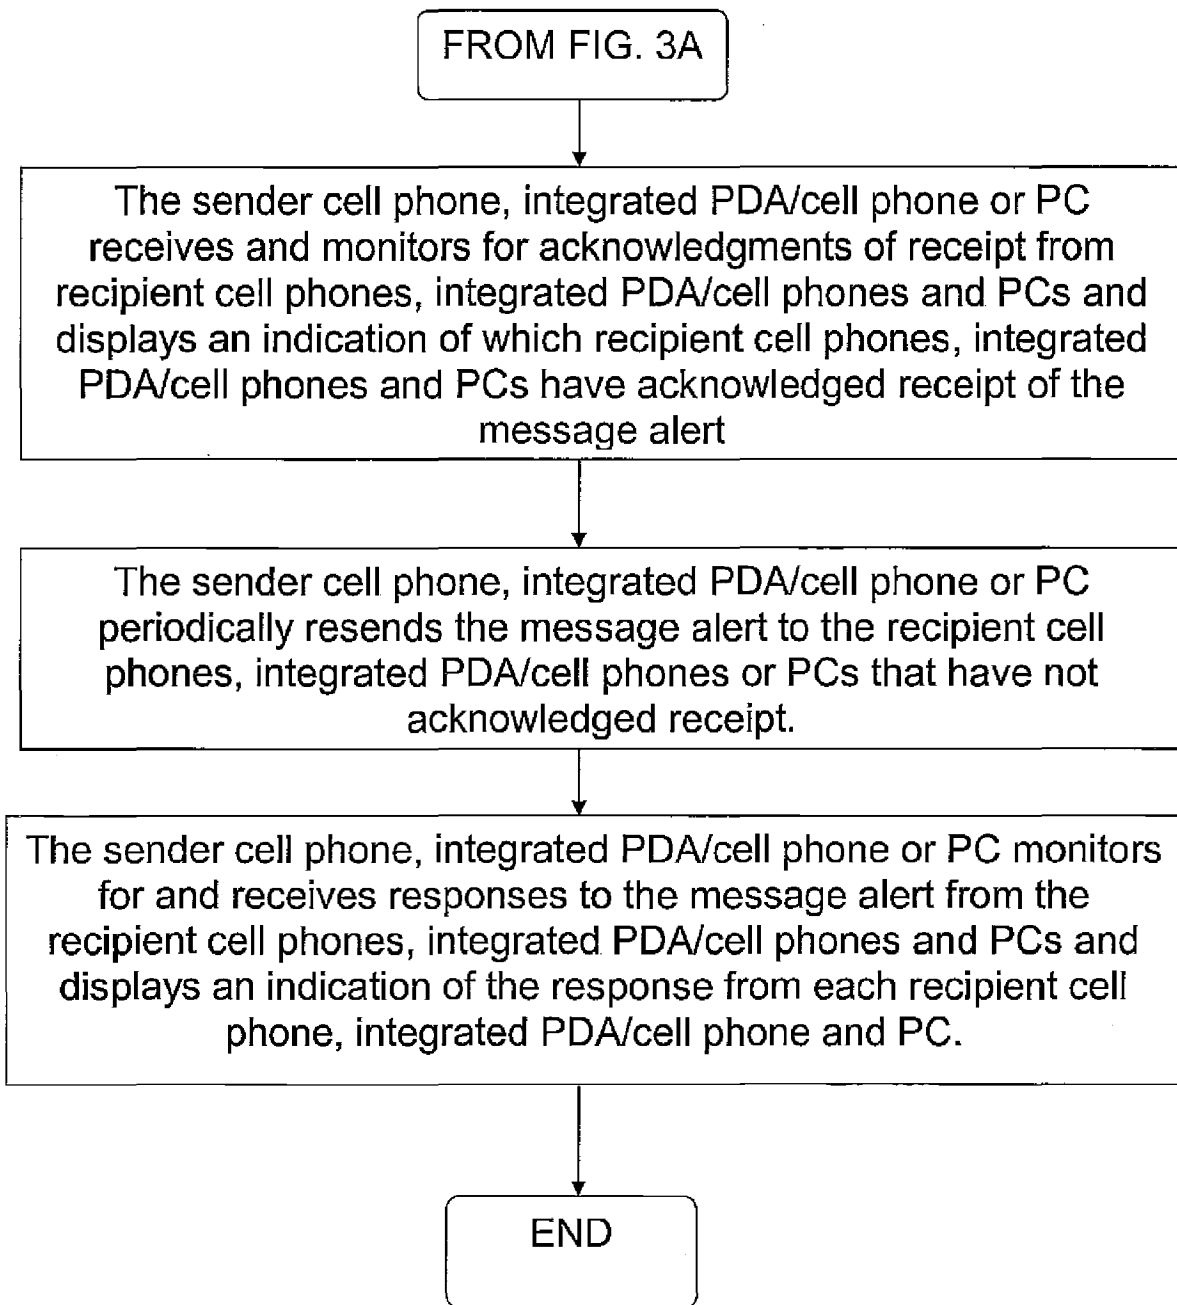 FROM FIG. 3A
The sender cell phone, integrated PDA/cell phone or PC
receives and monitors for acknowledgments of receipt from
recipient cell phones, integrated PDA/cell phones and PCs and
displays an indication of which recipient cell phones, integrated
PDA/cell phones and PCs have acknowledged receipt of the
message alert
The sender cell phone, integrated PDA/cell phone or PC
periodically resends the message alert to the recipient cell
phones, integrated PDA/cell phones or PCs that have not
acknowledged receipt.
The sender cell phone, integrated PDA/cell phone or PC monitors
for and receives responses to the message alert from the
recipient cell phones, integrated PDA/cell phones and PCs and
displays an indication of the response from each recipient cell
phone, integrated PDA/cell phone and PC.
END